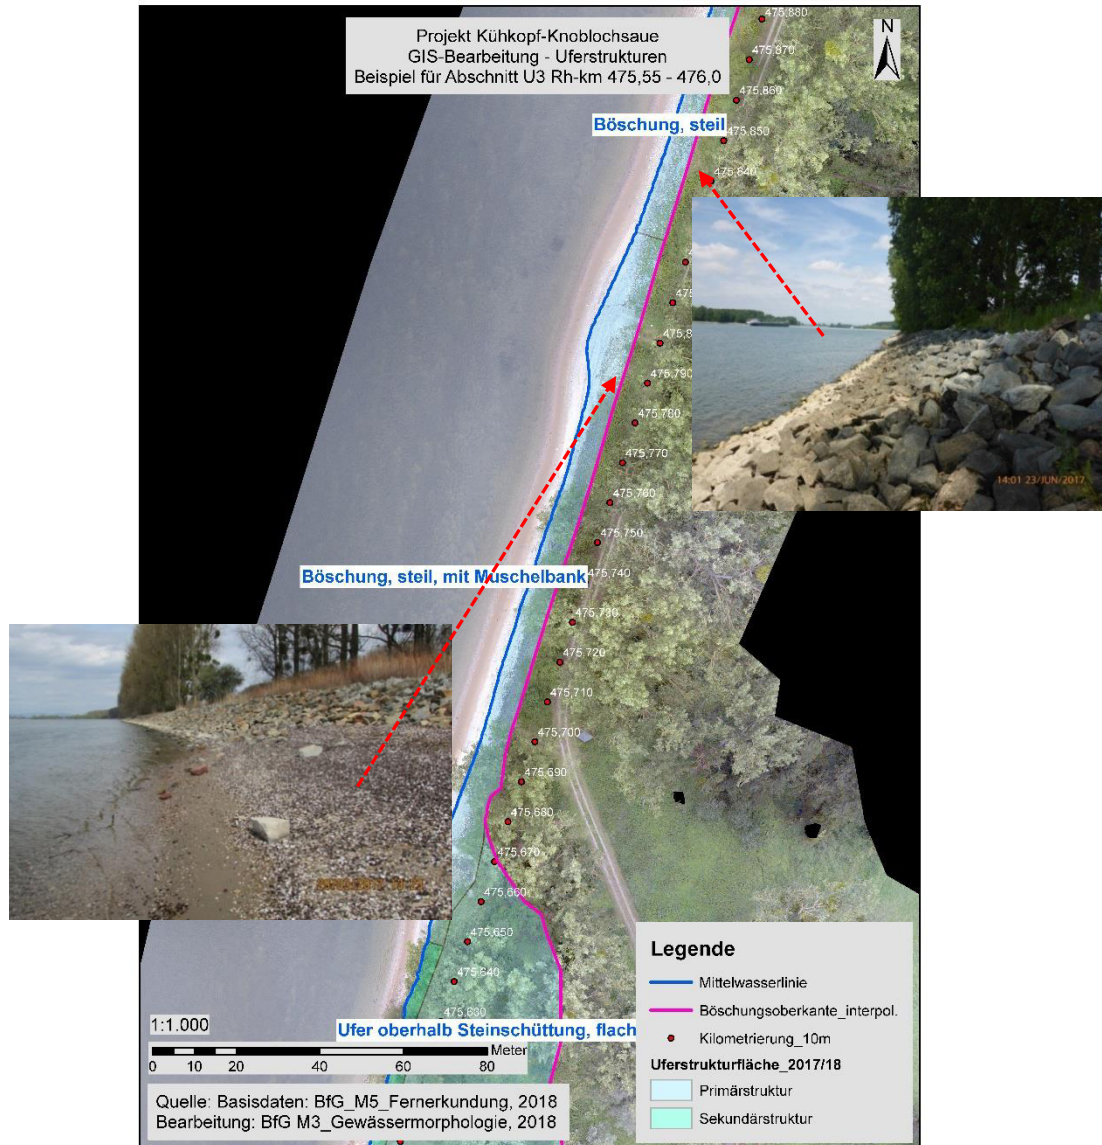 Projekt Kühkopf-Knoblochsaue
GIS-Bearbeitung - Uferstrukturen
Beispiel für Abschnitt U3 Rh-km 475,55 - 476,0
N
475,880
475,870
475,860
Böschung, steil
475,850
475,840
475,790
475,780
475,770
475,760
14:01 23/JUN/2017
475,750
Böschung, steil, mit Muschelbank
475,740
475,730
475,720
475,710
475,700
475,690
475,680
475,670
475,660
475,650
475,640
475,630
Ufer oberhalb Steinschüttung, flach
1:1.000
Meter
0 10 20 40 60 80
Quelle: Basisdaten: BfG_M5_Fernerkundung, 2018
Bearbeitung: BfG M3_Gewässermorphologie, 2018
Legende
Mittelwasserlinie
Böschungsoberkante_interpol.
Kilometrierung_10m
Uferstrukturfläche_2017/18
Primärstruktur
Sekundärstruktur